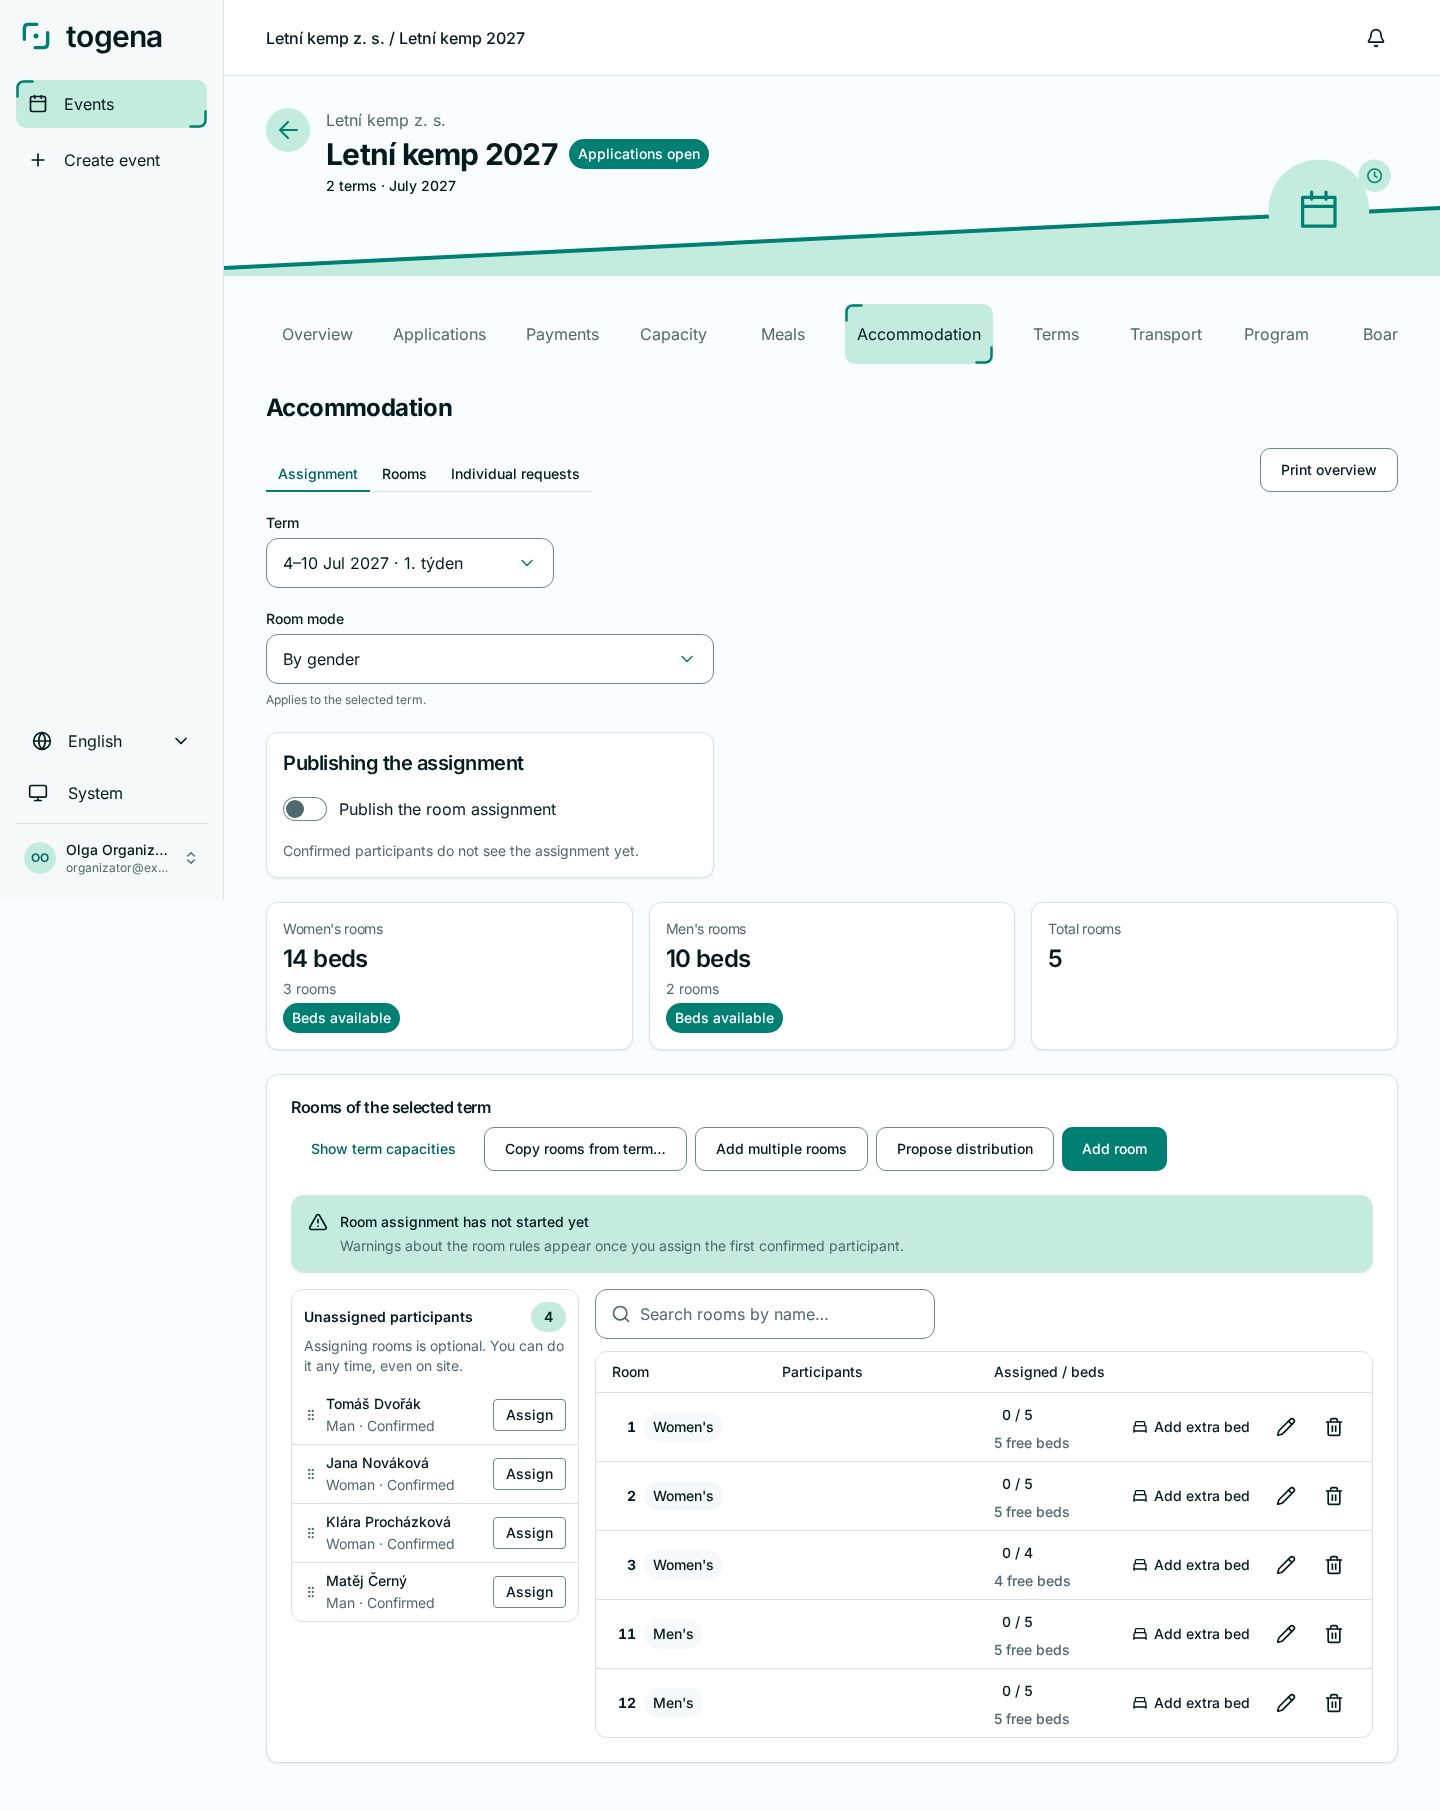 togena
Letní kemp z. s. / Letní kemp 2027
Events
Create event
Letní kemp z. s.
Letní kemp 2027
Applications open
2 terms · July 2027
Overview
Applications
Payments
Capacity
Meals
Accommodation
Terms
Transport
Program
Boar
Accommodation
Assignment
Rooms
Individual requests
Print overview
Term
4–10 Jul 2027 · 1. týden
Room mode
By gender
Applies to the selected term.
English
System
OO
Olga Organiz…
organizator@ex…
Publishing the assignment
Publish the room assignment
Confirmed participants do not see the assignment yet.
Women's rooms
14 beds
3 rooms
Beds available
Men's rooms
10 beds
2 rooms
Beds available
Total rooms
5
Rooms of the selected term
Show term capacities
Copy rooms from term…
Add multiple rooms
Propose distribution
Add room
Room assignment has not started yet
Warnings about the room rules appear once you assign the first confirmed participant.
Unassigned participants
4
Assigning rooms is optional. You can do
it any time, even on site.
Tomáš Dvořák
Man · Confirmed
Assign
Jana Nováková
Woman · Confirmed
Assign
Klára Procházková
Woman · Confirmed
Assign
Matěj Černý
Man · Confirmed
Assign
Search rooms by name…
Room
Participants
Assigned / beds
1
Women's
0 / 5
5 free beds
Add extra bed
2
Women's
0 / 5
5 free beds
Add extra bed
3
Women's
0 / 4
4 free beds
Add extra bed
11
Men's
0 / 5
5 free beds
Add extra bed
12
Men's
0 / 5
5 free beds
Add extra bed